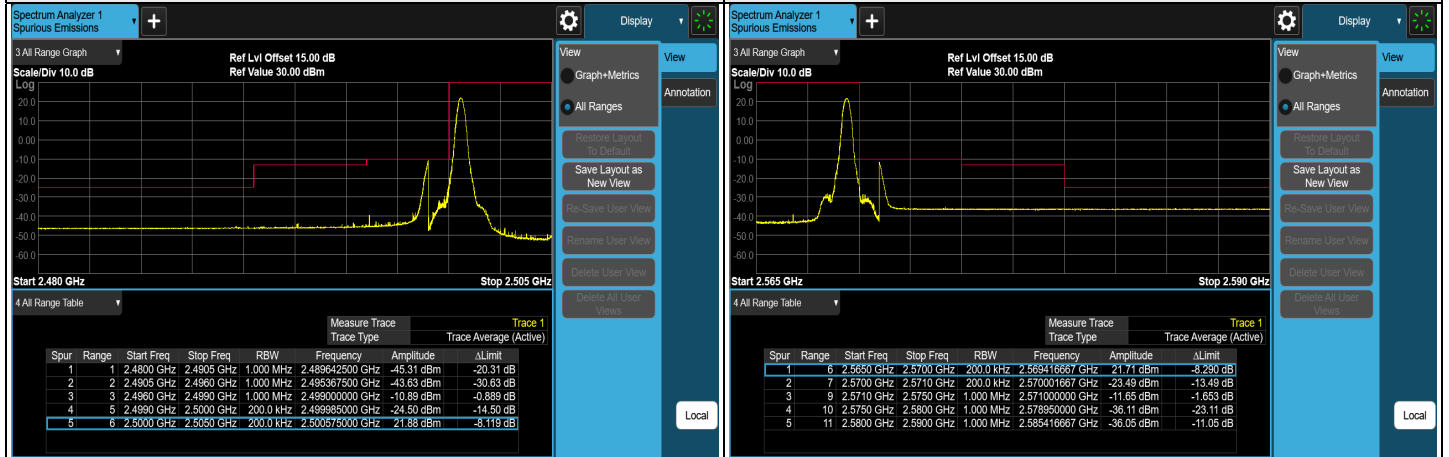 Spectrum Analyzer 1
Spurious Emissions
+
Display
3 All Range Graph
Ref Lvl Offset 15.00 dB
Scale/Div 10.0 dB
Ref Value 30.00 dBm
Log
20.0
10.0
0.00
-10.0
-20.0
-30.0
-40.0
-50.0
-60.0
Start 2.480 GHz
Stop 2.505 GHz
View
Graph+Metrics
All Ranges
Restore Layout
To Default
Save Layout as
New View
Re-Save User View
Rename User View
Delete User View
Delete All User
Views
View
Annotation
Local
4 All Range Table
Measure Trace Trace 1
Trace Type Trace Average (Active)
Spur Range Start Freq Stop Freq RBW Frequency Amplitude ΔLimit
1 1 2.4800 GHz 2.4905 GHz 1.000 MHz 2.489642500 GHz -45.31 dBm -20.31 dB
2 2 2.4905 GHz 2.4960 GHz 1.000 MHz 2.495367500 GHz -43.63 dBm -30.63 dB
3 3 2.4960 GHz 2.4990 GHz 1.000 MHz 2.499000000 GHz -10.89 dBm -0.889 dB
4 5 2.4990 GHz 2.5000 GHz 200.0 kHz 2.499985000 GHz -24.50 dBm -14.50 dB
5 6 2.5000 GHz 2.5050 GHz 200.0 kHz 2.500575000 GHz 21.88 dBm -8.119 dB
Spectrum Analyzer 1
Spurious Emissions
+
Display
3 All Range Graph
Ref Lvl Offset 15.00 dB
Scale/Div 10.0 dB
Ref Value 30.00 dBm
Log
20.0
10.0
0.00
-10.0
-20.0
-30.0
-40.0
-50.0
-60.0
Start 2.565 GHz
Stop 2.590 GHz
View
Graph+Metrics
All Ranges
Restore Layout
To Default
Save Layout as
New View
Re-Save User View
Rename User View
Delete User View
Delete All User
Views
View
Annotation
Local
4 All Range Table
Measure Trace Trace 1
Trace Type Trace Average (Active)
Spur Range Start Freq Stop Freq RBW Frequency Amplitude ΔLimit
1 6 2.5650 GHz 2.5700 GHz 200.0 kHz 2.569416667 GHz 21.71 dBm -8.290 dB
2 7 2.5700 GHz 2.5710 GHz 200.0 kHz 2.570001667 GHz -23.49 dBm -13.49 dB
3 9 2.5710 GHz 2.5750 GHz 1.000 MHz 2.571000000 GHz -11.65 dBm -1.653 dB
4 10 2.5750 GHz 2.5800 GHz 1.000 MHz 2.578950000 GHz -36.11 dBm -23.11 dB
5 11 2.5800 GHz 2.5900 GHz 1.000 MHz 2.585416667 GHz -36.05 dBm -11.05 dB